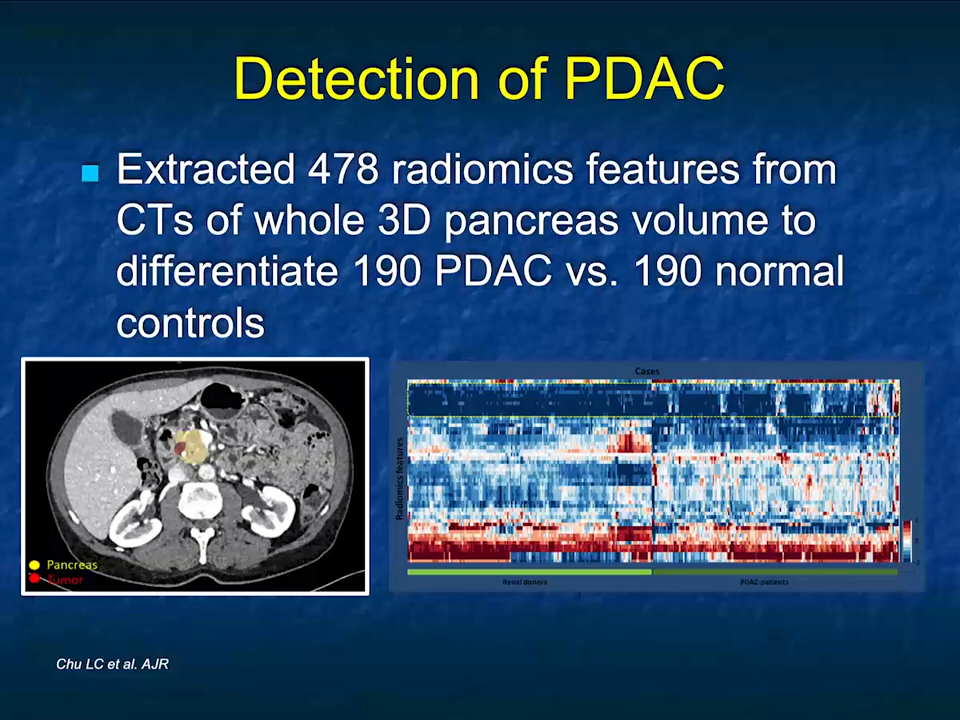 Detection of PDAC
Extracted 478 radiomics features from
CTs of whole 3D pancreas volume to
differentiate 190 PDAC vs. 190 normal
controls
Cases
Radiomics features
Pancreas
Tumor
Renal donors
PDAC patients
Chu LC et al. AJR